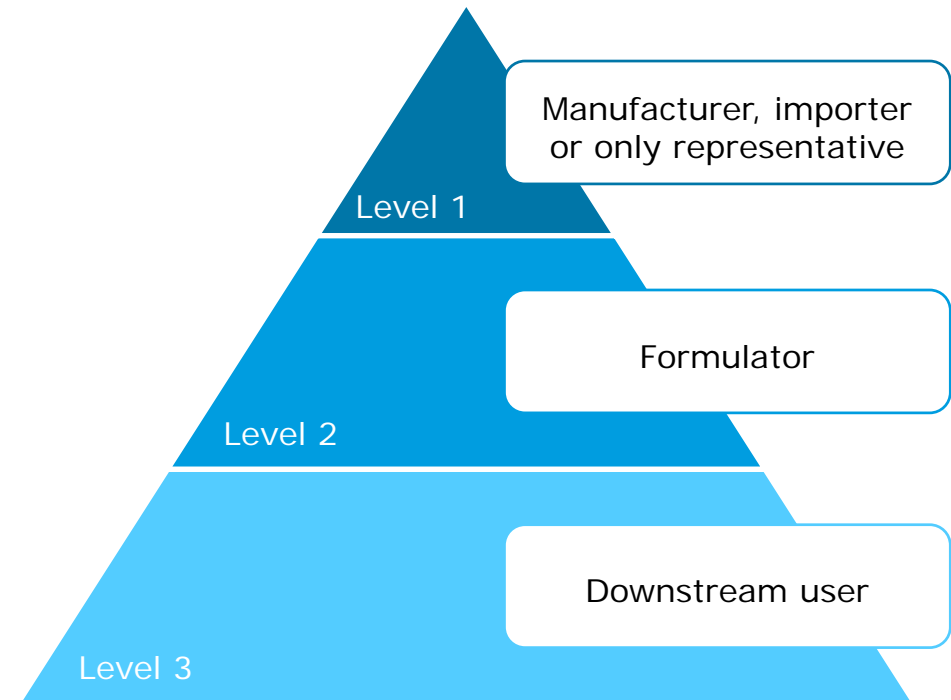 Manufacturer, importer
or only representative
Level 1
Formulator
Level 2
Downstream user
Level 3